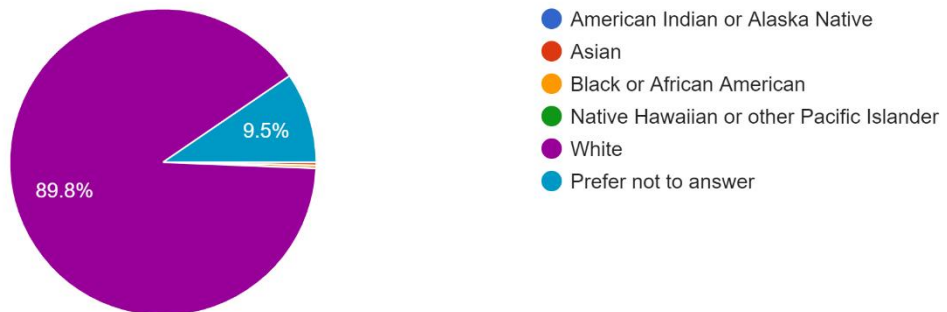 9.5%
89.8%
American Indian or Alaska Native
Asian
Black or African American
Native Hawaiian or other Pacific Islander
White
Prefer not to answer